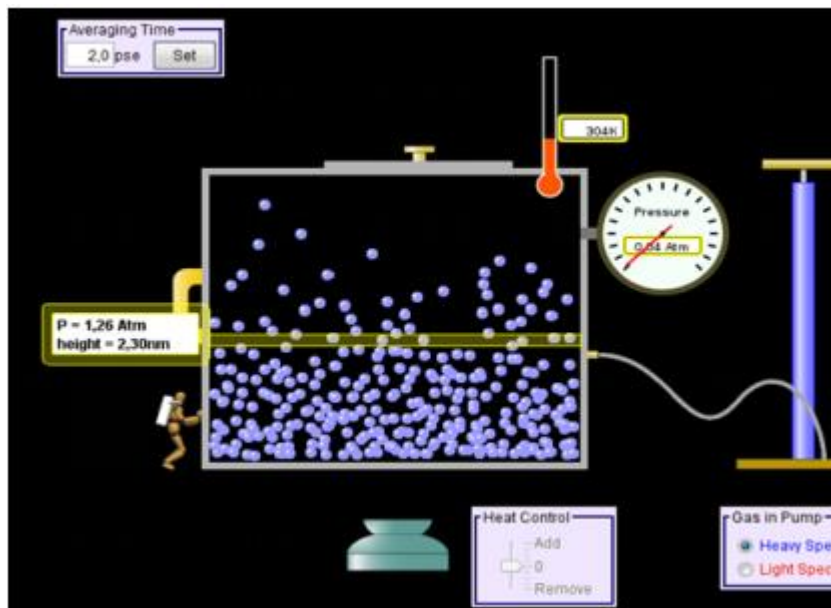 Averaging Time
2,0 pse
Set
304K
Pressure
0,04 Atm
P = 1,26 Atm
height = 2,30nm
Heat Control
Add
0
Remove
Gas in Pump
Heavy Spe
Light Spec